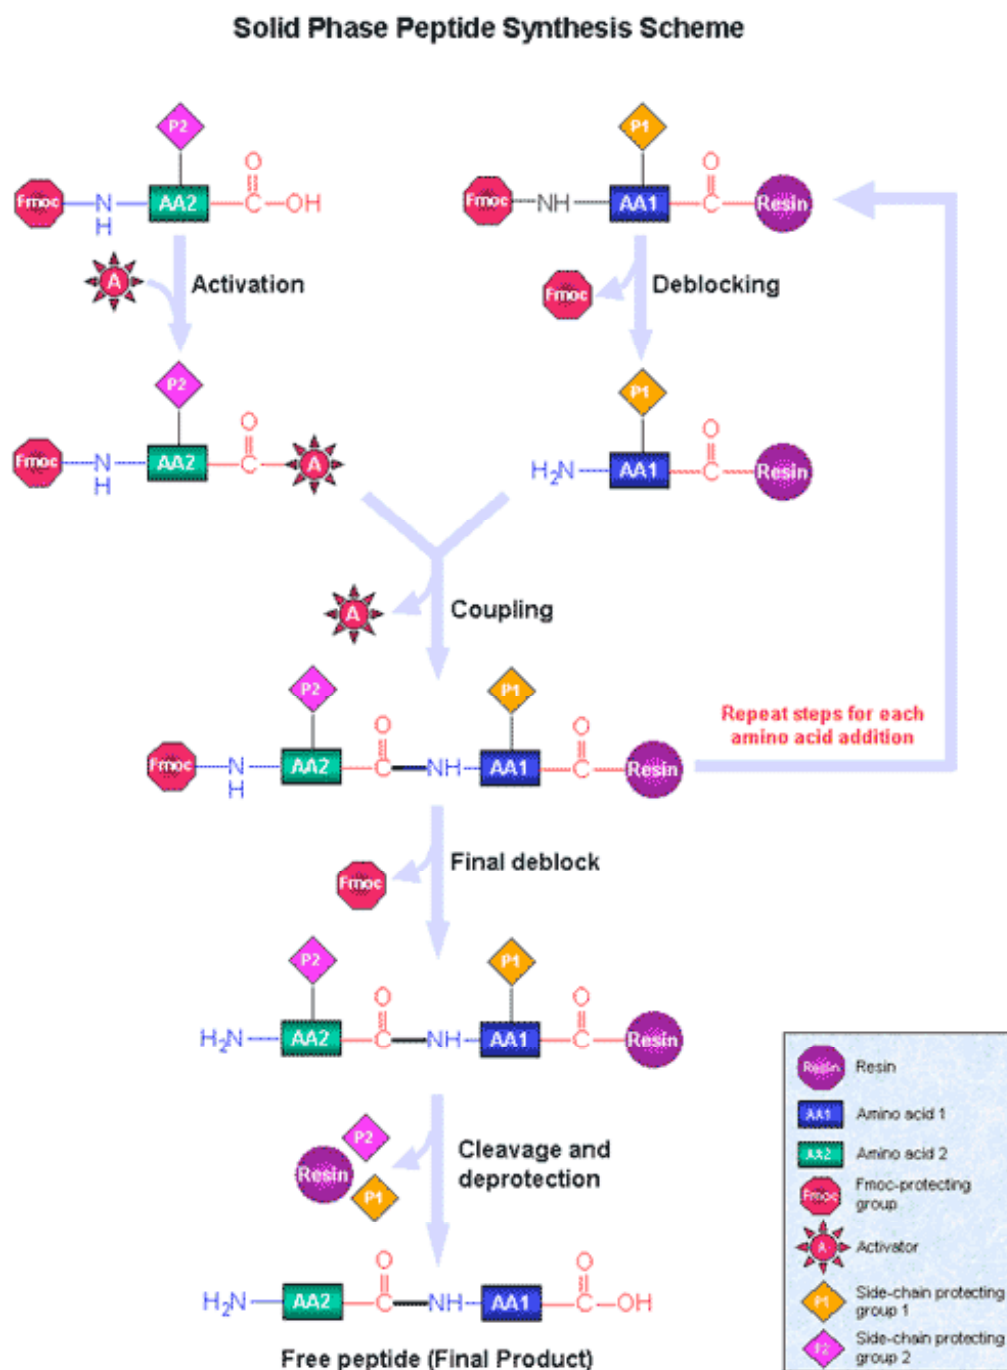 Solid Phase Peptide Synthesis Scheme
P2
P1
Fmoc N H AA2 C O OH
Fmoc NH AA1 C O Resin
A Activation
Fmoc Deblocking
P2
P1
Fmoc N H AA2 C O A
H2N AA1 C O Resin
A Coupling
P2
P1
Repeat steps for each
amino acid addition
Fmoc N H AA2 C O NH AA1 C O Resin
Fmoc Final deblock
P2
P1
H2N AA2 C O NH AA1 C O Resin
P2
Resin
P1
Cleavage and
deprotection
H2N AA2 C O NH AA1 C O OH
Free peptide (Final Product)
Resin Resin
AA1 Amino acid 1
AA2 Amino acid 2
Fmoc Fmoc-protecting
group
A Activator
P1 Side-chain protecting
group 1
P2 Side-chain protecting
group 2